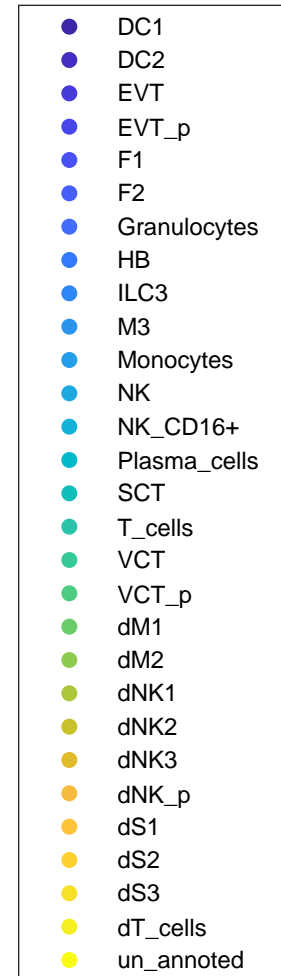 DC1
DC2
EVT
EVT_p
F1
F2
Granulocytes
HB
ILC3
M3
Monocytes
NK
NK_CD16+
Plasma_cells
SCT
T_cells
VCT
VCT_p
dM1
dM2
dNK1
dNK2
dNK3
dNK_p
dS1
dS2
dS3
dT_cells
un_annoted